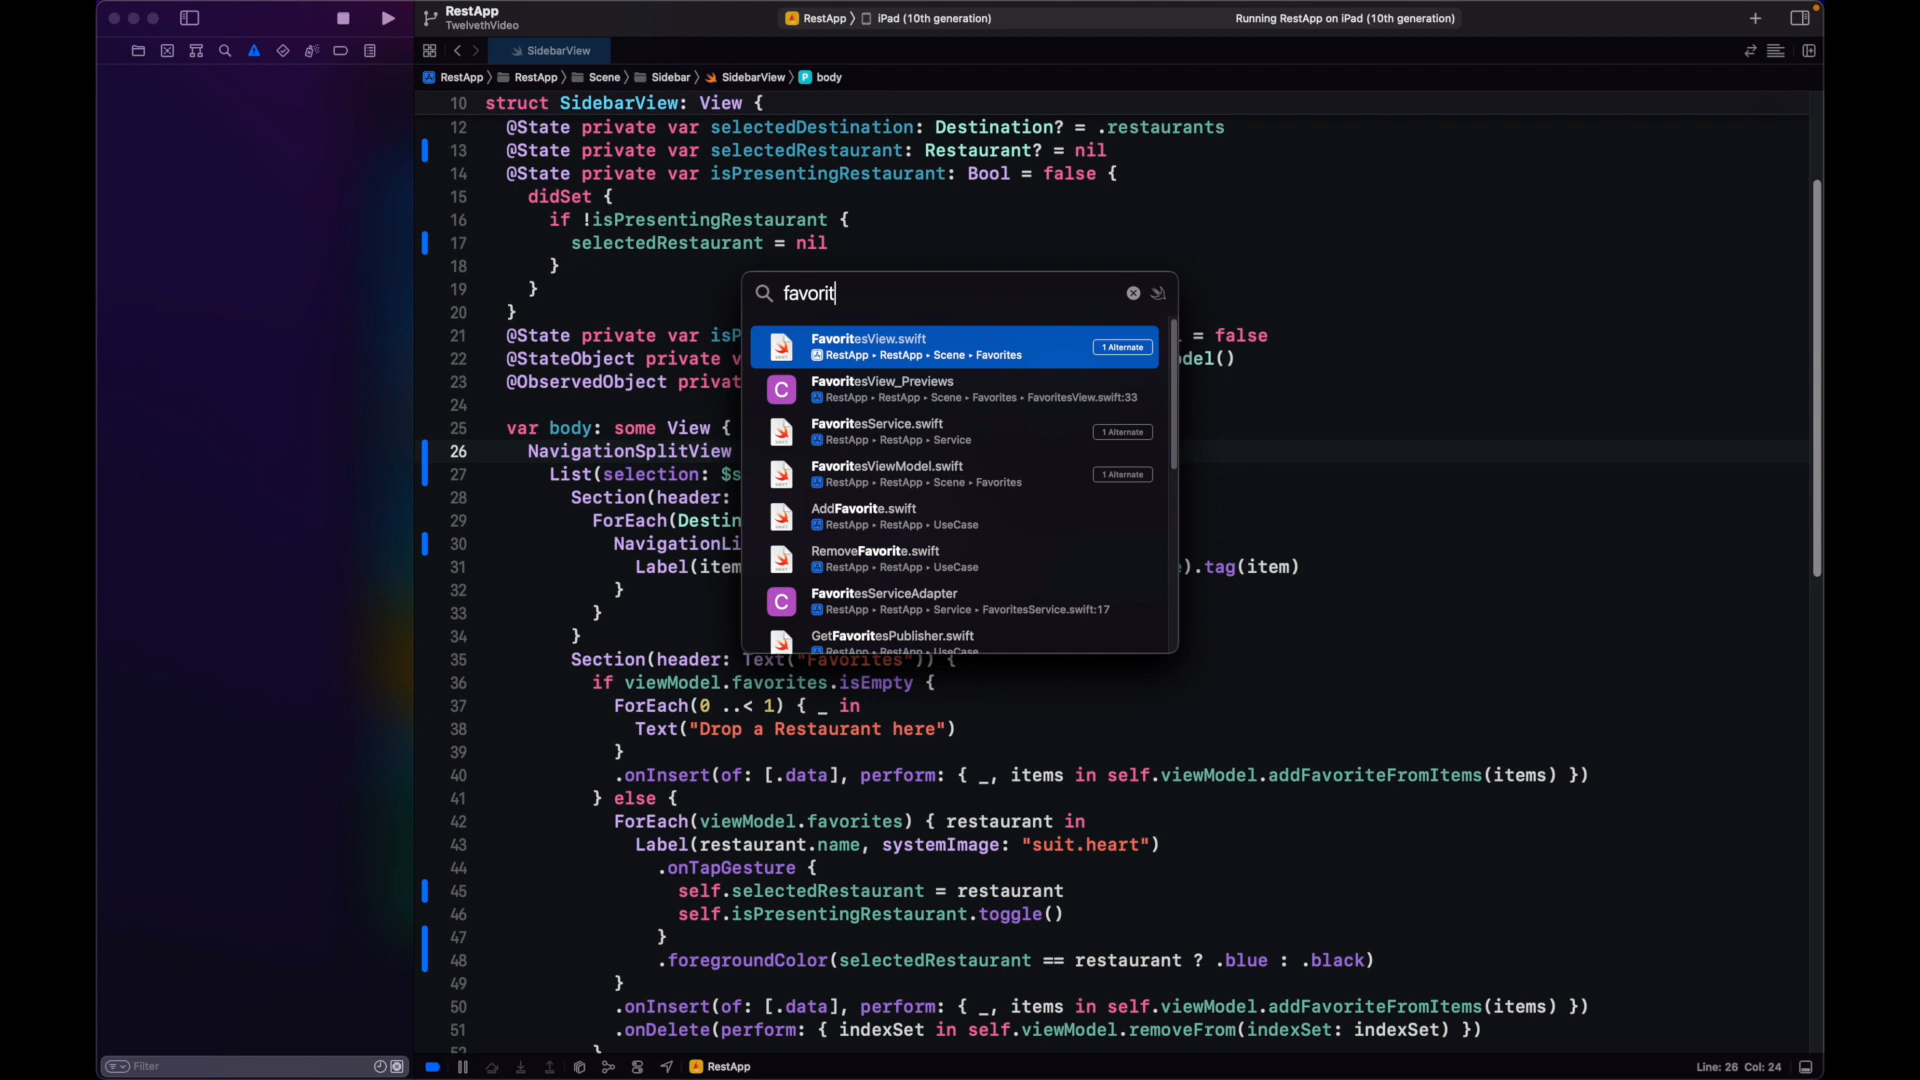 RestApp
TwelvethVideo
RestApp 〉 iPad (10th generation)
Running RestApp on iPad (10th generation)
SidebarView
RestApp 〉 RestApp 〉 Scene 〉 Sidebar 〉 SidebarView 〉 P body
10 struct SidebarView: View {
12 @State private var selectedDestination: Destination? = .restaurants
13 @State private var selectedRestaurant: Restaurant? = nil
14 @State private var isPresentingRestaurant: Bool = false {
15 didSet {
16 if !isPresentingRestaurant {
17 selectedRestaurant = nil
18 }
19 }
20 }
21 @State private var isP = false
22 @StateObject private v del()
23 @ObservedObject privat
24
25 var body: some View {
26 NavigationSplitView
27 List(selection: $s
28 Section(header:
29 ForEach(Destin
30 NavigationLi
31 Label(item ).tag(item)
32 }
33 }
34 }
35 Section(header: Text("Favorites")) {
36 if viewModel.favorites.isEmpty {
37 ForEach(0 ..< 1) { _ in
38 Text("Drop a Restaurant here")
39 }
40 .onInsert(of: [.data], perform: { _, items in self.viewModel.addFavoriteFromItems(items) })
41 } else {
42 ForEach(viewModel.favorites) { restaurant in
43 Label(restaurant.name, systemImage: "suit.heart")
44 .onTapGesture {
45 self.selectedRestaurant = restaurant
46 self.isPresentingRestaurant.toggle()
47 }
48 .foregroundColor(selectedRestaurant == restaurant ? .blue : .black)
49 }
50 .onInsert(of: [.data], perform: { _, items in self.viewModel.addFavoriteFromItems(items) })
51 .onDelete(perform: { indexSet in self.viewModel.removeFrom(indexSet: indexSet) })
52 }
favorit
FavoritesView.swift
RestApp ▸ RestApp ▸ Scene ▸ Favorites
1 Alternate
C FavoritesView_Previews
RestApp ▸ RestApp ▸ Scene ▸ Favorites ▸ FavoritesView.swift:33
FavoritesService.swift
RestApp ▸ RestApp ▸ Service
1 Alternate
FavoritesViewModel.swift
RestApp ▸ RestApp ▸ Scene ▸ Favorites
1 Alternate
AddFavorite.swift
RestApp ▸ RestApp ▸ UseCase
RemoveFavorite.swift
RestApp ▸ RestApp ▸ UseCase
C FavoritesServiceAdapter
RestApp ▸ RestApp ▸ Service ▸ FavoritesService.swift:17
GetFavoritesPublisher.swift
RestApp ▸ RestApp ▸ UseCase
Filter
RestApp
Line: 26 Col: 24